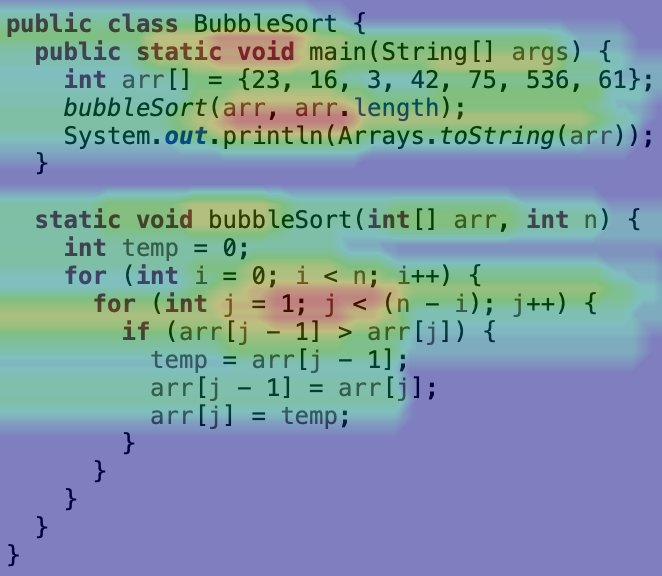 public class BubbleSort {
  public static void main(String[] args) {
    int arr[] = {23, 16, 3, 42, 75, 536, 61};
    bubbleSort(arr, arr.length);
    System.out.println(Arrays.toString(arr));
  }

  static void bubbleSort(int[] arr, int n) {
    int temp = 0;
    for (int i = 0; i < n; i++) {
      for (int j = 1; j < (n - i); j++) {
        if (arr[j - 1] > arr[j]) {
          temp = arr[j - 1];
          arr[j - 1] = arr[j];
          arr[j] = temp;
        }
      }
    }
  }
}